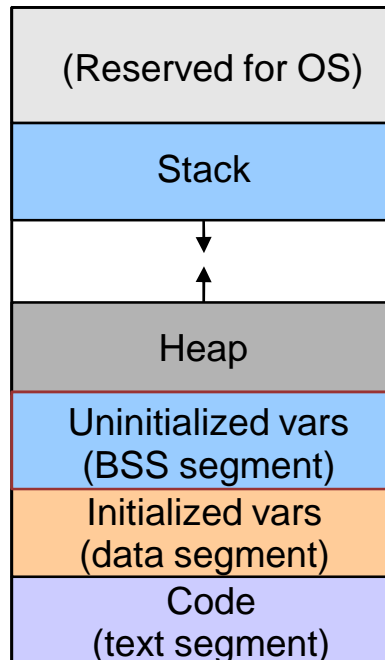 (Reserved for OS)
Stack
Heap
Uninitialized vars
(BSS segment)
Initialized vars
(data segment)
Code
(text segment)